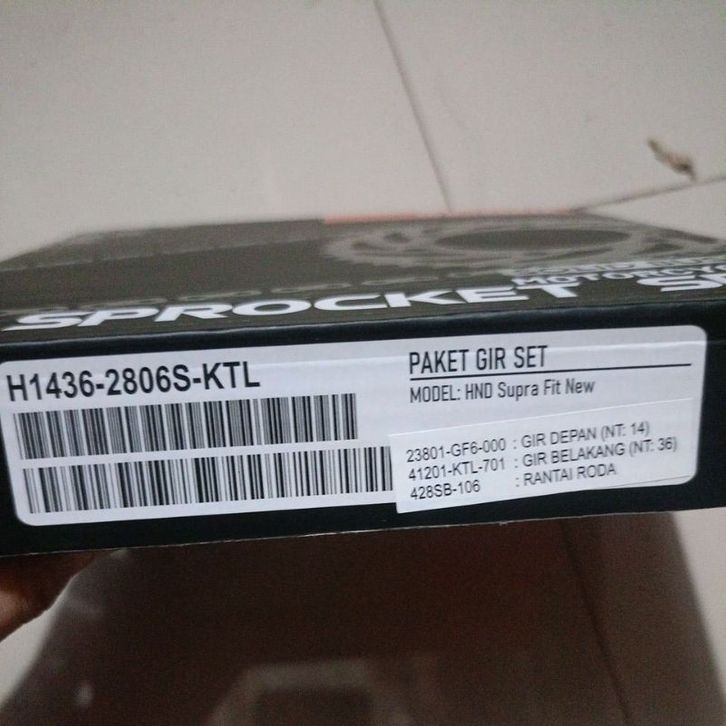 SPROCKET
H1436-2806S-KTL
PAKET GIR SET
MODEL: HND Supra Fit New
23801-GF6-000 : GIR DEPAN (NT: 14)
41201-KTL-701 : GIR BELAKANG (NT: 36)
428SB-106 : RANTAI RODA